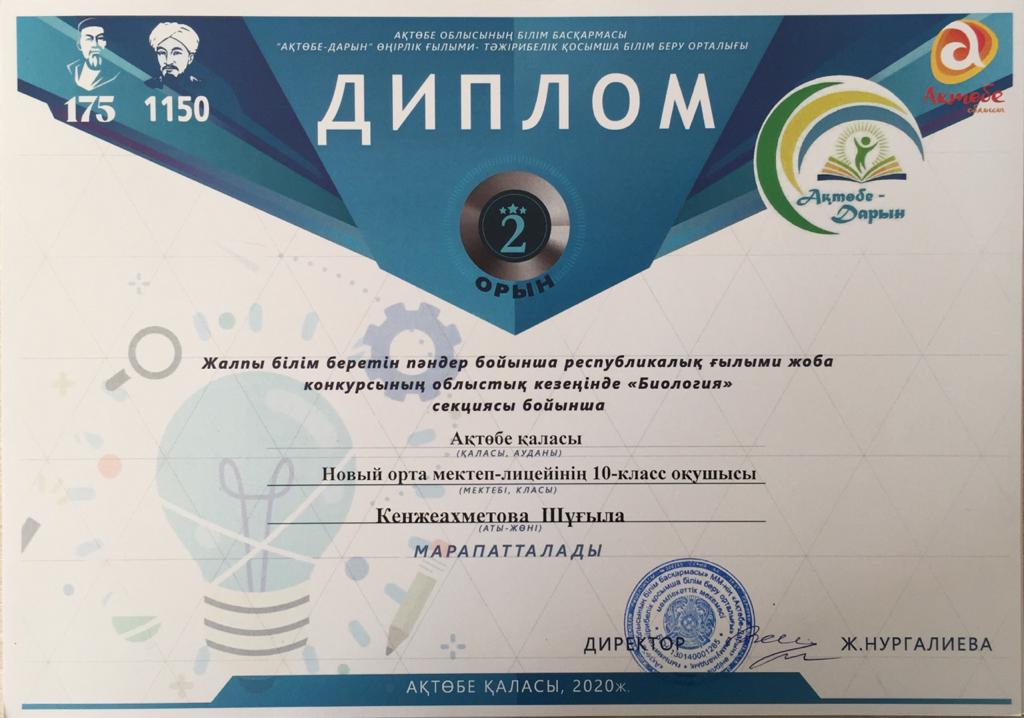 АҚТӨБЕ ОБЛЫСЫНЫҢ БІЛІМ БАСҚАРМАСЫ
"АҚТӨБЕ-ДАРЫН" ӨҢІРЛІК ҒЫЛЫМИ- ТӘЖІРИБЕЛІК ҚОСЫМША БІЛІМ БЕРУ ОРТАЛЫҒЫ
175 1150
ДИПЛОМ
Ақтөбе
облысы
Ақтөбе -
Дарын
2
ОРЫН
Жалпы білім беретін пәндер бойынша республикалық ғылыми жоба
конкурсының облыстық кезеңінде «Биология»
секциясы бойынша
Ақтөбе қаласы
(ҚАЛАСЫ, АУДАНЫ)
Новый орта мектеп-лицейінің 10-класс оқушысы
(МЕКТЕБІ, КЛАСЫ)
Кенжеахметова Шұғыла
(АТЫ-ЖӨНІ)
МАРАПАТТАЛАДЫ
ДИРЕКТОР Ж.НУРГАЛИЕВА
АҚТӨБЕ ҚАЛАСЫ, 2020ж.